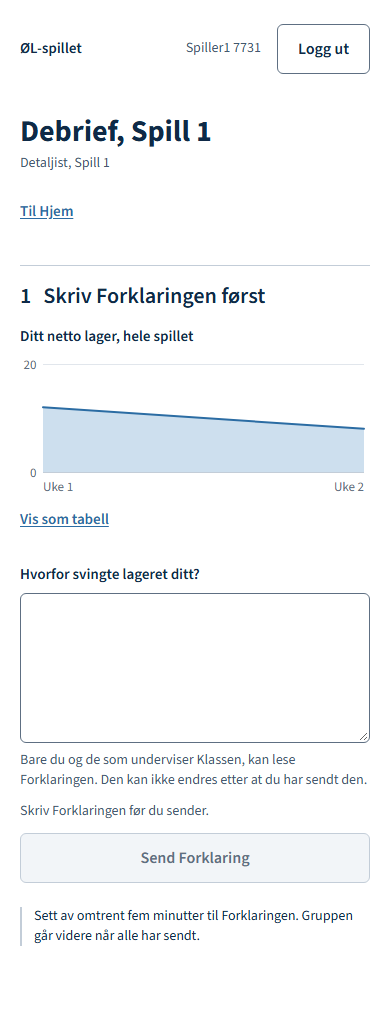 ØL-spillet
Spiller1 7731
Logg ut
Debrief, Spill 1
Detaljist, Spill 1
Til Hjem
1 Skriv Forklaringen først
Ditt netto lager, hele spillet
20
0
Uke 1
Uke 2
Vis som tabell
Hvorfor svingte lageret ditt?
Bare du og de som underviser Klassen, kan lese
Forklaringen. Den kan ikke endres etter at du har sendt den.
Skriv Forklaringen før du sender.
Send Forklaring
Sett av omtrent fem minutter til Forklaringen. Gruppen
går videre når alle har sendt.